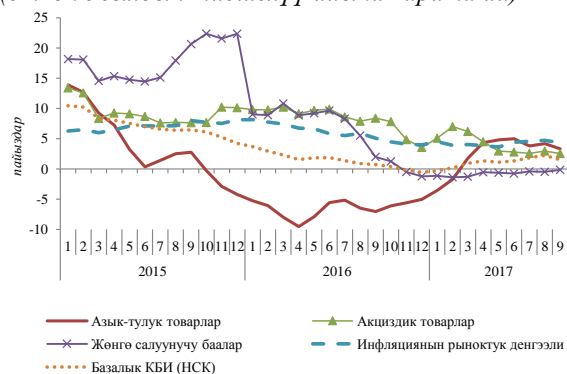 25
20
15
10
5
0
-5
-10
пайыздар
1 2 3 4 5 6 7 8 9 10 11 12 1 2 3 4 5 6 7 8 9 10 11 12 1 2 3 4 5 6 7 8 9
2015 2016 2017
Азык-тулук товарлар Акциздик товарлар
Жөнгө салуунучу баалар Инфляциянын рыноктук деңгээли
Базалык КБИ (НСК)